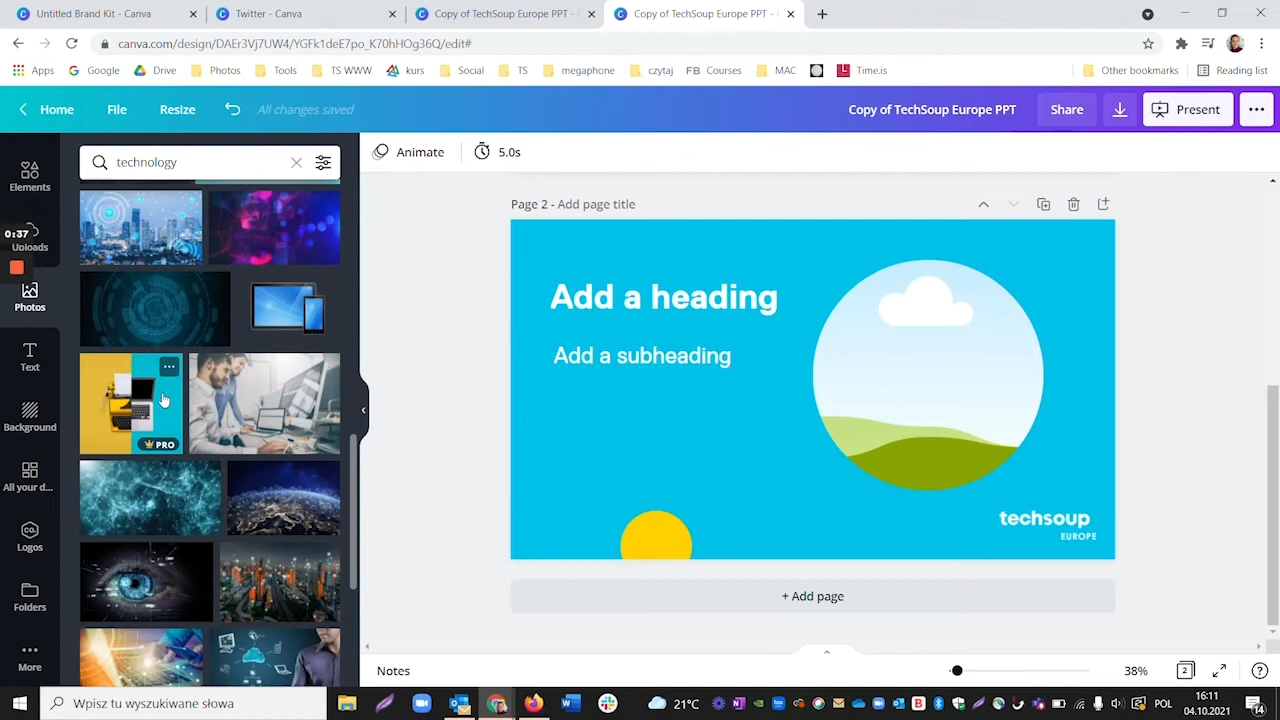 Untitled Brand Kit - Canva
Twitter - Canva
Copy of TechSoup Europe PPT -
Copy of TechSoup Europe PPT -
canva.com/design/DAEr3Vj7UW4/YGFk1deE7po_K70hHOg36Q/edit#
Apps
Google
Drive
Photos
Tools
TS WWW
kurs
Social
TS
megaphone
czytaj
FB Courses
MAC
Time.is
Other bookmarks
Reading list
Home
File
Resize
All changes saved
Copy of TechSoup Europe PPT
Share
Present
Elements
0:37
Uploads
Photos
Text
Background
All your d...
Logos
Folders
More
technology
PRO
Animate
5.0s
Page 2 - Add page title
Add a heading
Add a subheading
techsoup
EUROPE
+ Add page
Notes
38%
2
Wpisz tu wyszukiwane słowa
21°C
POL
16:11
04.10.2021